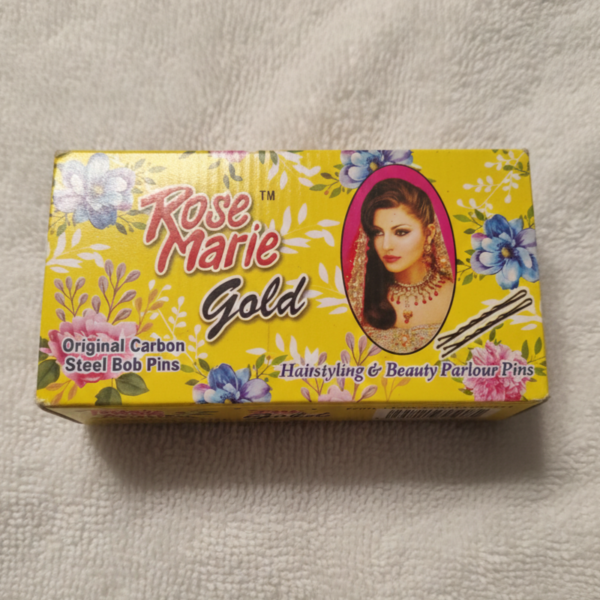 Rose
Marie
TM
Gold
Original Carbon
Steel Bob Pins
Hairstyling & Beauty Parlour Pins